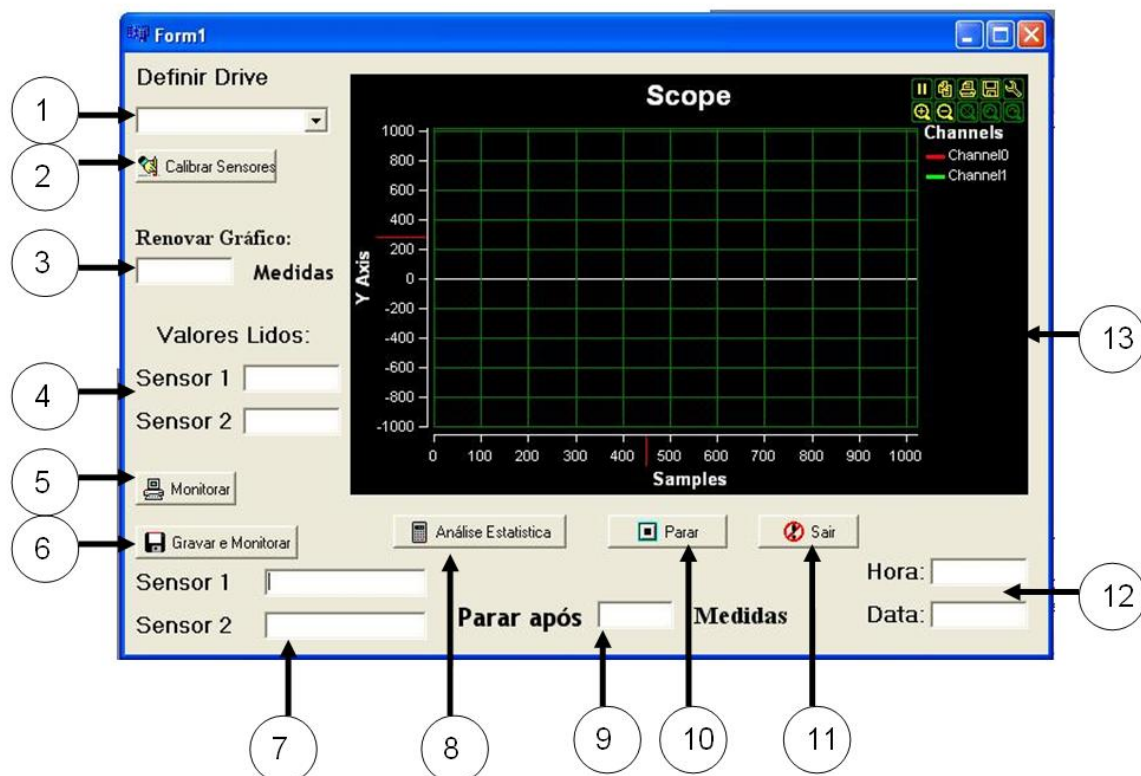 Form1
Definir Drive
1
2
Calibrar Sensores
Renovar Gráfico:
3
Medidas
Valores Lidos:
4
Sensor 1
Sensor 2
5
Monitorar
6
Gravar e Monitorar
Sensor 1
Sensor 2
7
Scope
Channels
Channel0
Channel1
Y Axis
1000
800
600
400
200
0
-200
-400
-600
-800
-1000
0 100 200 300 400 500 600 700 800 900 1000
Samples
13
Análise Estatistica
Parar
Sair
Parar após
Medidas
Hora:
Data:
12
8
9
10
11